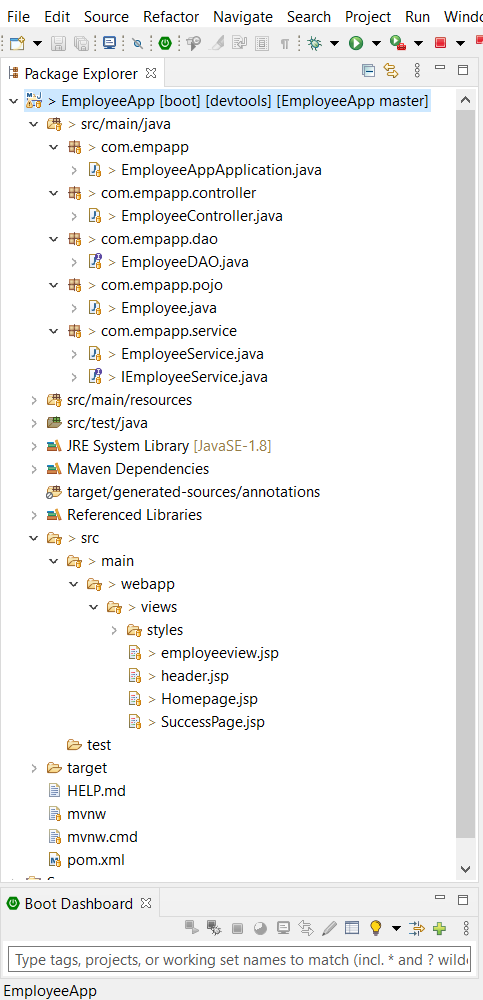 File Edit Source Refactor Navigate Search Project Run Windo
Package Explorer
> EmployeeApp [boot] [devtools] [EmployeeApp master]
> src/main/java
> com.empapp
> EmployeeAppApplication.java
> com.empapp.controller
> EmployeeController.java
> com.empapp.dao
> EmployeeDAO.java
> com.empapp.pojo
> Employee.java
> com.empapp.service
> EmployeeService.java
> IEmployeeService.java
src/main/resources
src/test/java
JRE System Library [JavaSE-1.8]
Maven Dependencies
target/generated-sources/annotations
Referenced Libraries
> src
> main
> webapp
> views
styles
> employeeview.jsp
> header.jsp
> Homepage.jsp
> SuccessPage.jsp
test
target
HELP.md
mvnw
mvnw.cmd
pom.xml
Boot Dashboard
Type tags, projects, or working set names to match (incl. * and ? wild
EmployeeApp